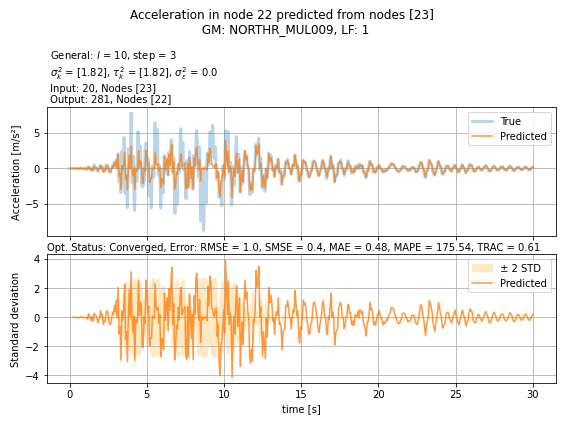 Acceleration in node 22 predicted from nodes [23]
GM: NORTHR_MUL009, LF: 1
General: l = 10, step = 3
σ²ₖ = [1.82], τ²ₖ = [1.82], σ²ε = 0.0
Input: 20, Nodes [23]
Output: 281, Nodes [22]
True
Predicted
Acceleration [m/s²]
5
0
−5
Opt. Status: Converged, Error: RMSE = 1.0, SMSE = 0.4, MAE = 0.48, MAPE = 175.54, TRAC = 0.61
± 2 STD
Predicted
Standard deviation
4
2
0
−2
−4
0 5 10 15 20 25 30
time [s]